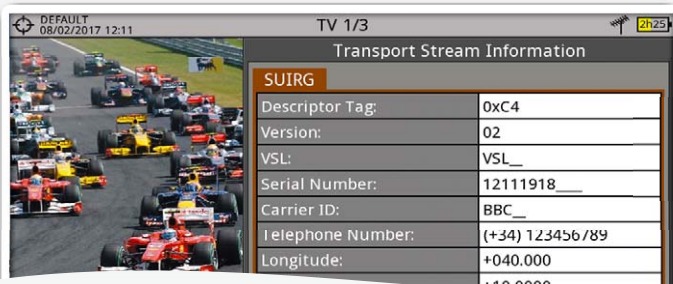 DEFAULT
08/02/2017 12:11
TV 1/3
2h25
Transport Stream Information
SUIRG
Descriptor Tag: 0xC4
Version: 02
VSL: VSL__
Serial Number: 12111918___
Carrier ID: BBC__
Telephone Number: (+34) 123456789
Longitude: +040.000